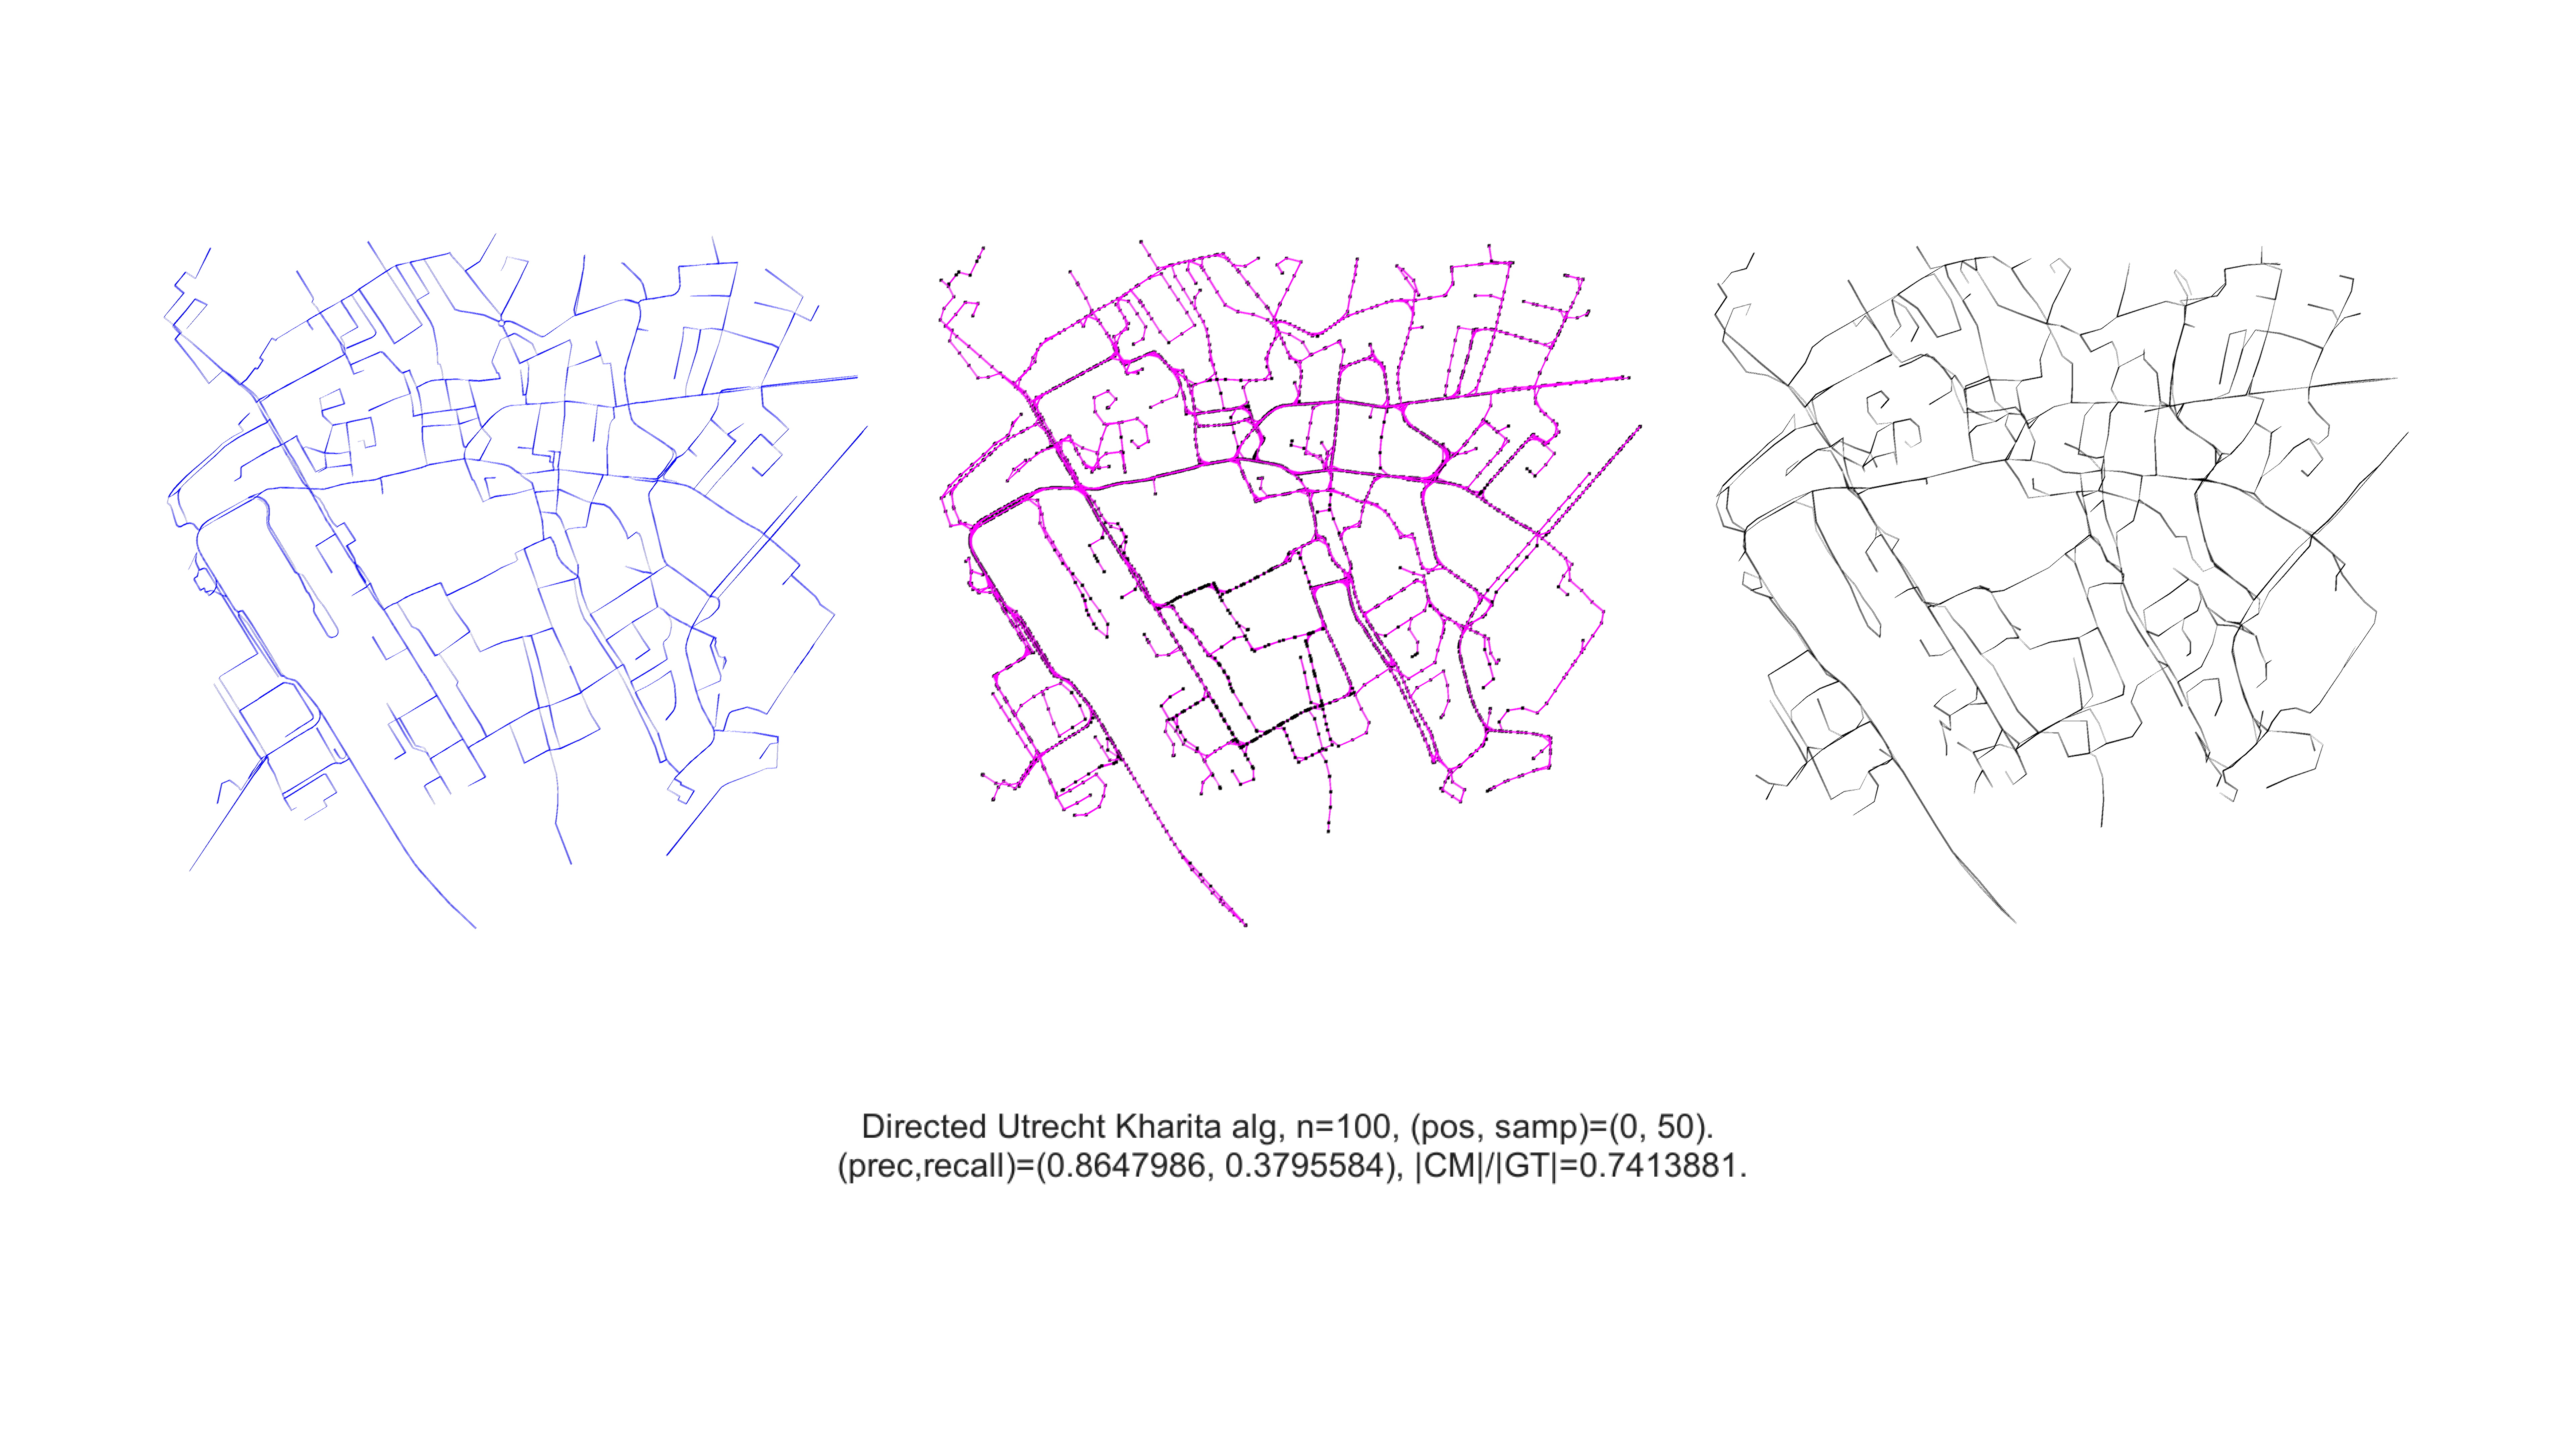 Directed Utrecht Kharita alg, n=100, (pos, samp)=(0, 50).
(prec,recall)=(0.8647986, 0.3795584), |CM|/|GT|=0.7413881.